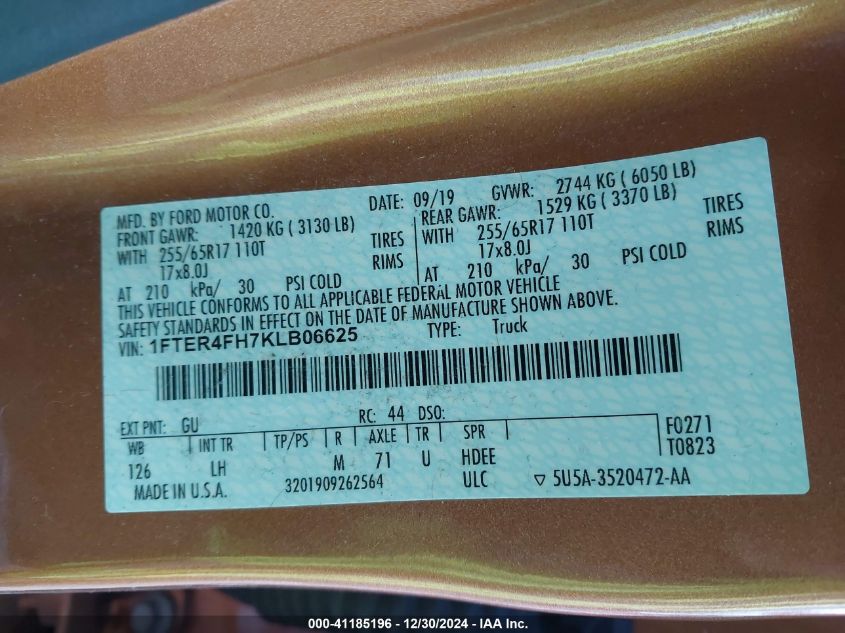 MFD. BY FORD MOTOR CO.
DATE: 09/19 GVWR: 2744 KG ( 6050 LB)
FRONT GAWR: 1420 KG ( 3130 LB)
REAR GAWR: 1529 KG ( 3370 LB)
WITH 255/65R17 110T TIRES
WITH 255/65R17 110T TIRES
17x8.0J RIMS
17x8.0J RIMS
AT 210 kPa/ 30 PSI COLD
AT 210 kPa/ 30 PSI COLD
THIS VEHICLE CONFORMS TO ALL APPLICABLE FEDERAL MOTOR VEHICLE
SAFETY STANDARDS IN EFFECT ON THE DATE OF MANUFACTURE SHOWN ABOVE.
VIN: 1FTER4FH7KLB06625 TYPE: Truck
EXT PNT: GU RC: 44 DSO:
WB INT TR TP/PS R AXLE TR SPR F0271
126 LH M 71 U HDEE T0823
MADE IN U.S.A. 3201909262564 ULC ▽ 5U5A-3520472-AA
000-41185196 - 12/30/2024 - IAA Inc.